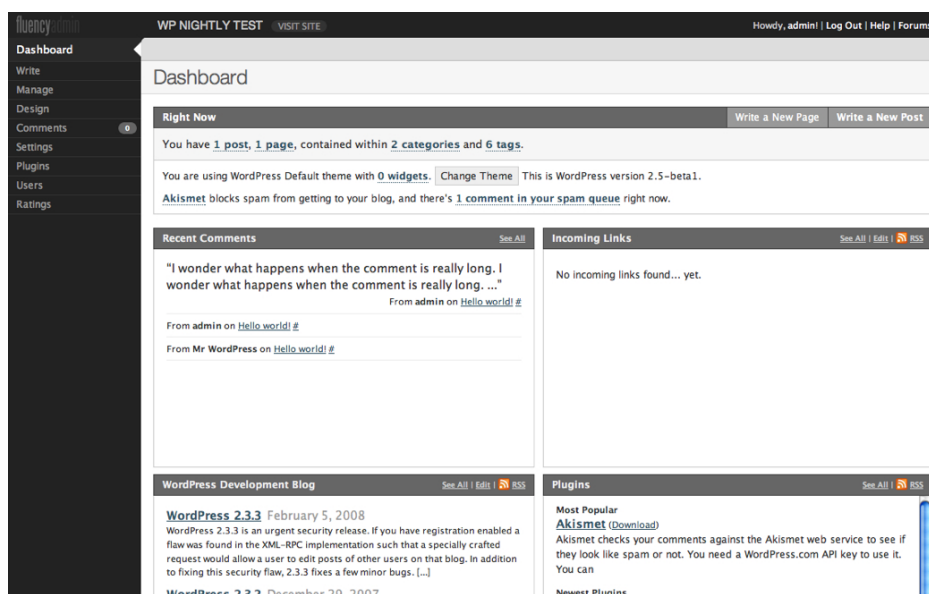 fluencyadmin
WP NIGHTLY TEST VISIT SITE
Howdy, admin! | Log Out | Help | Forums
Dashboard
Write
Manage
Design
Comments 0
Settings
Plugins
Users
Ratings
Dashboard
Right Now
Write a New Page Write a New Post
You have 1 post, 1 page, contained within 2 categories and 6 tags.
You are using WordPress Default theme with 0 widgets. Change Theme This is WordPress version 2.5-beta1.
Akismet blocks spam from getting to your blog, and there's 1 comment in your spam queue right now.
Recent Comments See All
"I wonder what happens when the comment is really long. I
wonder what happens when the comment is really long. ..."
From admin on Hello world! #
From admin on Hello world! #
From Mr WordPress on Hello world! #
Incoming Links See All | Edit | RSS
No incoming links found... yet.
WordPress Development Blog See All | Edit | RSS
WordPress 2.3.3 February 5, 2008
WordPress 2.3.3 is an urgent security release. If you have registration enabled a
flaw was found in the XML-RPC implementation such that a specially crafted
request would allow a user to edit posts of other users on that blog. In addition
to fixing this security flaw, 2.3.3 fixes a few minor bugs. [...]
WordPress 2.3.2 December 29, 2007
Plugins See All | RSS
Most Popular
Akismet (Download)
Akismet checks your comments against the Akismet web service to see if
they look like spam or not. You need a WordPress.com API key to use it.
You can
Newest Plugins